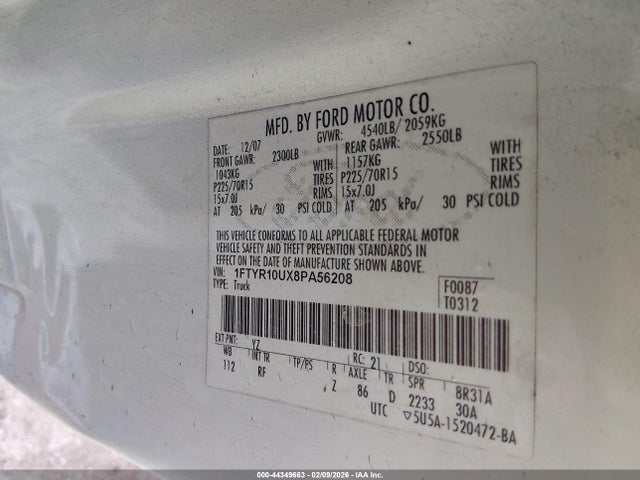 MFD. BY FORD MOTOR CO.
DATE: 12/07 GVWR: 4540LB/ 2059KG
FRONT GAWR: 2300LB REAR GAWR: 2550LB
1043KG WITH 1157KG WITH
P225/70R15 TIRES P225/70R15 TIRES
15x7.0J RIMS 15x7.0J RIMS
AT 205 kPa/ 30 PSI COLD AT 205 kPa/ 30 PSI COLD
THIS VEHICLE CONFORMS TO ALL APPLICABLE FEDERAL MOTOR
VEHICLE SAFETY AND THEFT PREVENTION STANDARDS IN
EFFECT ON THE DATE OF MANUFACTURE SHOWN ABOVE.
VIN: 1FTYR10UX8PA56208 F0087
TYPE: Truck T0312
EXT PNT: YZ RC: 21 DSO:
WB INT TR TP/PS R AXLE TR SPR 8R31A
112 RF Z 86 D 2233 30A
UTC ▽5U5A-1520472-BA
000-44349663 - 02/09/2026 - IAAI.COM